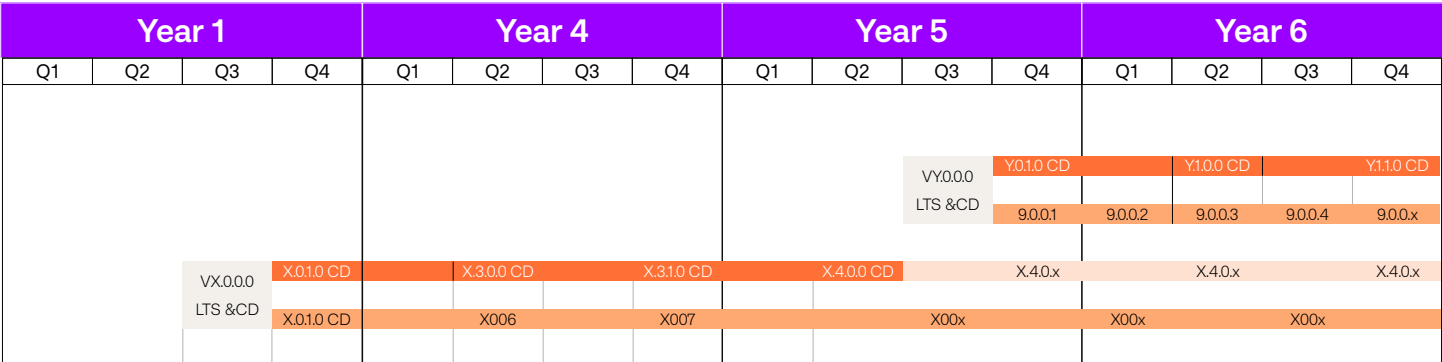 Year 1 Year 4 Year 5 Year 6
Q1 Q2 Q3 Q4 Q1 Q2 Q3 Q4 Q1 Q2 Q3 Q4 Q1 Q2 Q3 Q4
Y.0.1.0 CD Y.1.0.0 CD Y.1.1.0 CD
VY.0.0.0
LTS &CD
9.0.0.1 9.0.0.2 9.0.0.3 9.0.0.4 9.0.0.x
X.0.1.0 CD X.3.0.0 CD X.3.1.0 CD X.4.0.0 CD X.4.0.x X.4.0.x X.4.0.x
VX.0.0.0
LTS &CD
X.0.1.0 CD X006 X007 X00x X00x X00x